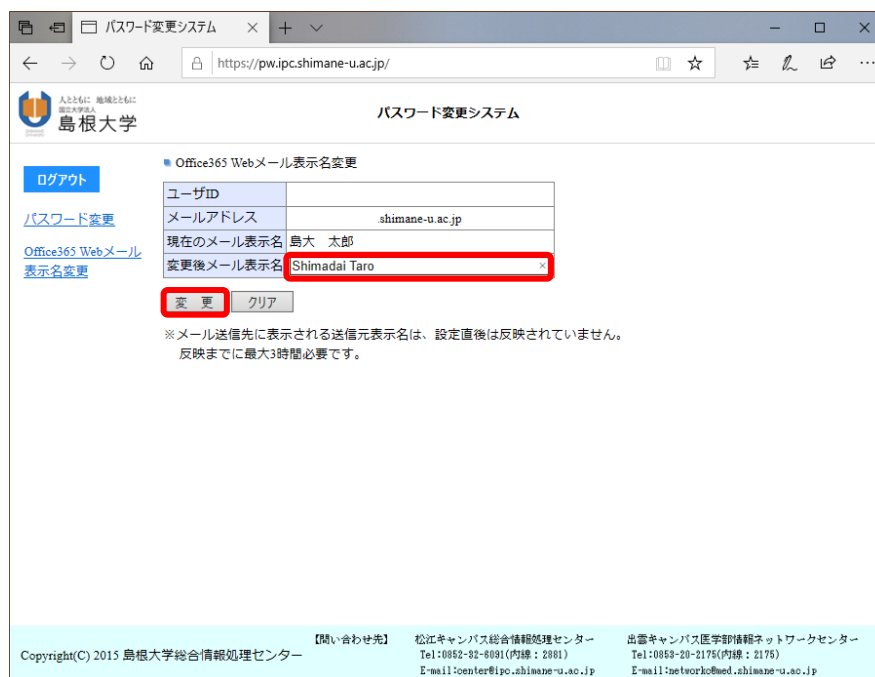 パスワード変更システム
https://pw.ipc.shimane-u.ac.jp/
人とともに 地域とともに
国立大学法人
島根大学
パスワード変更システム
ログアウト
パスワード変更
Office365 Webメール
表示名変更
Office365 Webメール表示名変更
ユーザID
メールアドレス .shimane-u.ac.jp
現在のメール表示名 島大 太郎
変更後メール表示名 Shimadai Taro
変 更 クリア
※メール送信先に表示される送信元表示名は、設定直後は反映されていません。
反映までに最大3時間必要です。
Copyright(C) 2015 島根大学総合情報処理センター
【問い合わせ先】
松江キャンパス総合情報処理センター
Tel:0852-32-6091(内線：2881)
E-mail:center@ipc.shimane-u.ac.jp
出雲キャンパス医学部情報ネットワークセンター
Tel:0853-20-2175(内線：2175)
E-mail:networko@med.shimane-u.ac.jp